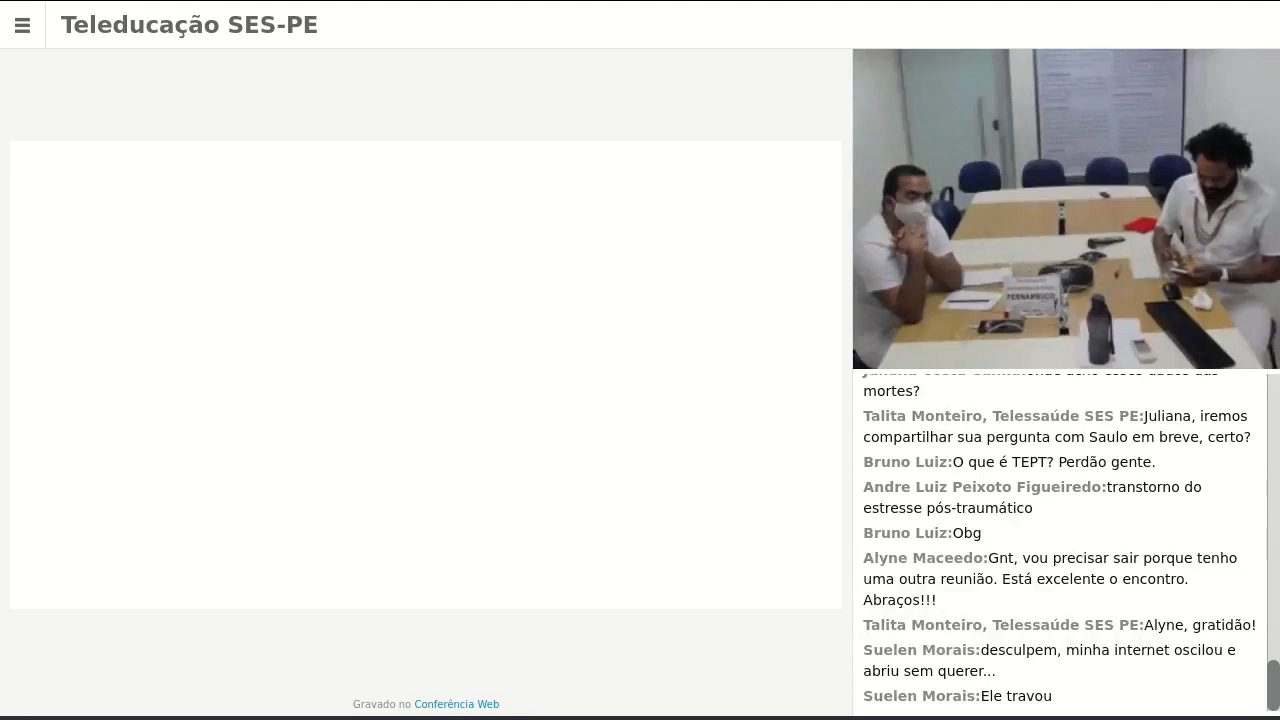 Teleducação SES-PE
PERNAMBUCO
mortes?
Talita Monteiro, Telessaúde SES PE:Juliana, iremos
compartilhar sua pergunta com Saulo em breve, certo?
Bruno Luiz:O que é TEPT? Perdão gente.
Andre Luiz Peixoto Figueiredo:transtorno do
estresse pós-traumático
Bruno Luiz:Obg
Alyne Maceedo:Gnt, vou precisar sair porque tenho
uma outra reunião. Está excelente o encontro.
Abraços!!!
Talita Monteiro, Telessaúde SES PE:Alyne, gratidão!
Suelen Morais:desculpem, minha internet oscilou e
abriu sem querer...
Suelen Morais:Ele travou
Gravado no Conferência Web